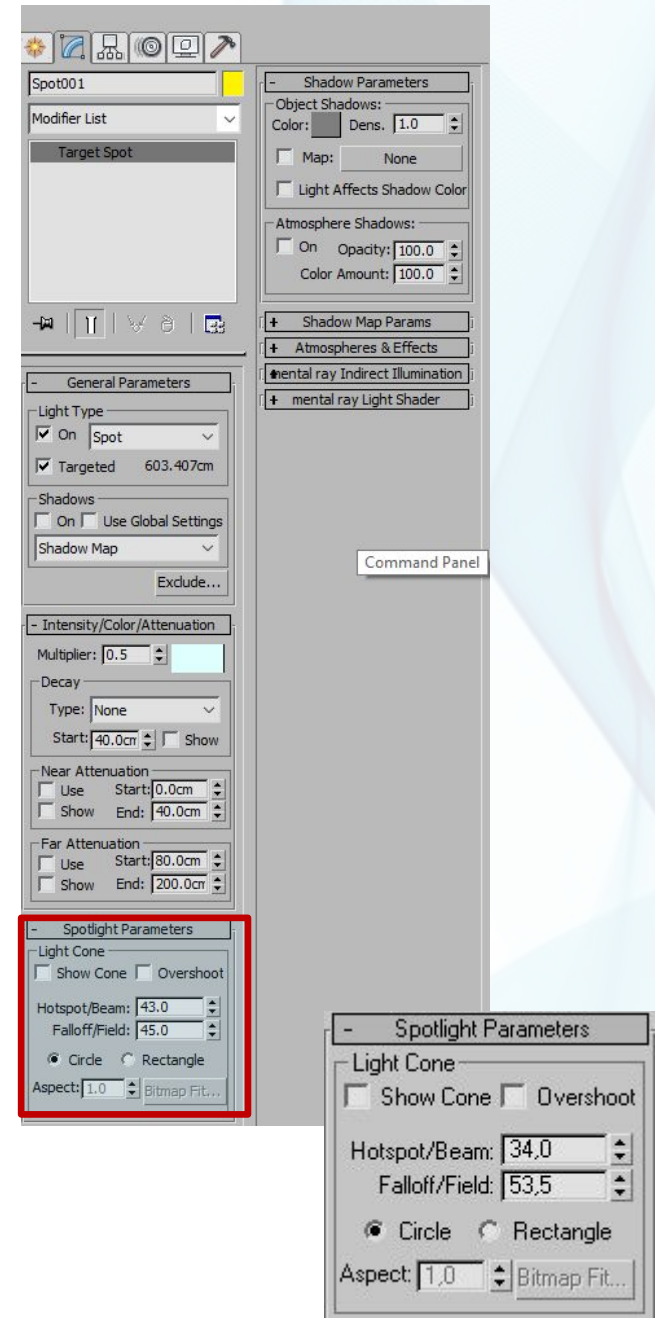 Spot001
Modifier List
Target Spot
- General Parameters
Light Type
On Spot
Targeted 603.407cm
Shadows
On Use Global Settings
Shadow Map
Exclude...
- Intensity/Color/Attenuation
Multiplier: 0.5
Decay
Type: None
Start: 40.0cm Show
Near Attenuation
Use Start: 0.0cm
Show End: 40.0cm
Far Attenuation
Use Start: 80.0cm
Show End: 200.0cm
- Spotlight Parameters
Light Cone
Show Cone Overshoot
Hotspot/Beam: 43.0
Falloff/Field: 45.0
Circle Rectangle
Aspect: 1.0 Bitmap Fit...
- Shadow Parameters
Object Shadows:
Color: Dens. 1.0
Map: None
Light Affects Shadow Color
Atmosphere Shadows:
On Opacity: 100.0
Color Amount: 100.0
+ Shadow Map Params
+ Atmospheres & Effects
+ mental ray Indirect Illumination
+ mental ray Light Shader
Command Panel
- Spotlight Parameters
Light Cone
Show Cone Overshoot
Hotspot/Beam: 34,0
Falloff/Field: 53,5
Circle Rectangle
Aspect: 1,0 Bitmap Fit...